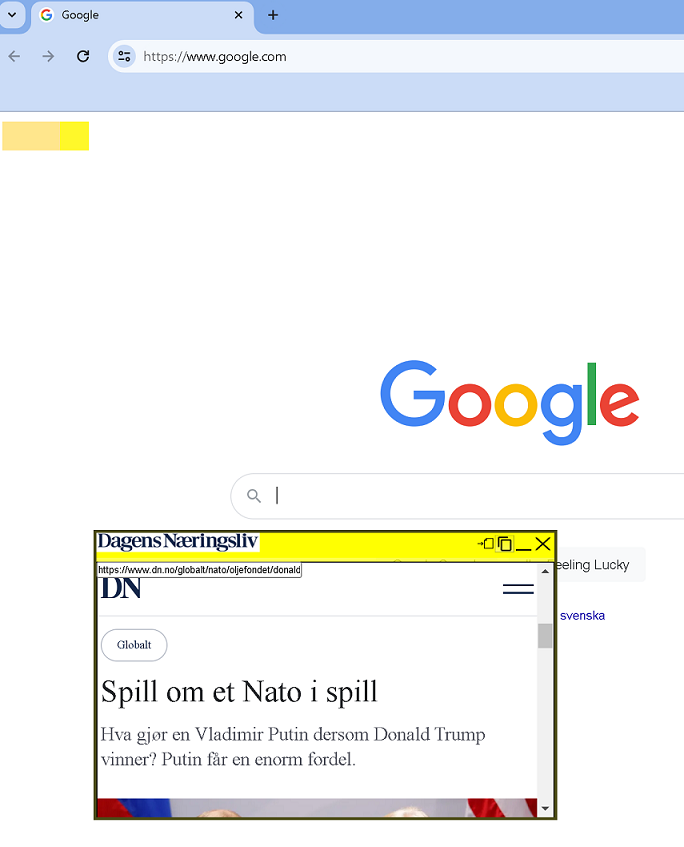 Google
https://www.google.com
Google
Dagens Næringsliv
eeling Lucky
https://www.dn.no/globalt/nato/oljefondet/donald
DN
svenska
Globalt
Spill om et Nato i spill
Hva gjør en Vladimir Putin dersom Donald Trump
vinner? Putin får en enorm fordel.